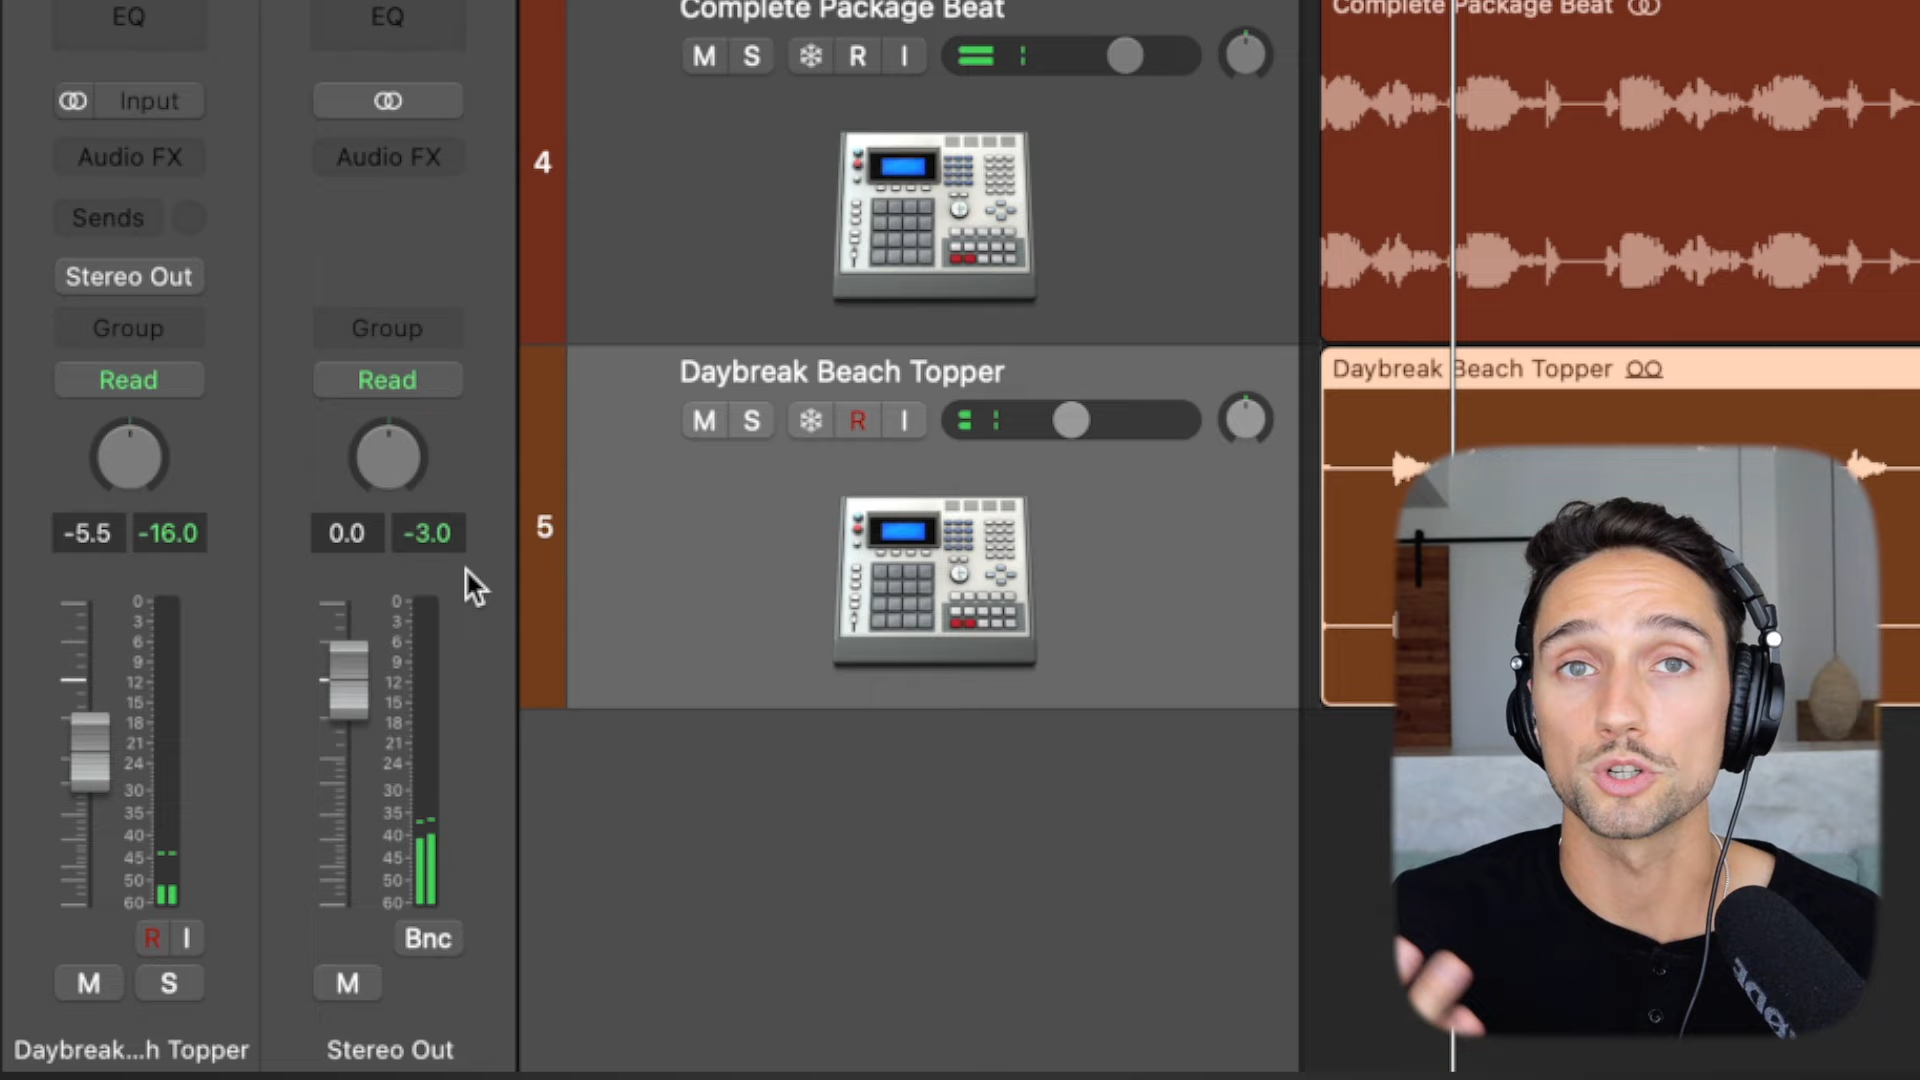 EQ
EQ
Input
Audio FX
Audio FX
Sends
Stereo Out
Group
Group
Read
Read
-5.5 -16.0
0.0 -3.0
0
3
6
9
12
15
18
21
24
30
35
40
45
50
60
0
3
6
9
12
15
18
21
24
30
35
40
45
50
60
R I
Bnc
M S
M
Daybreak...h Topper
Stereo Out
Complete Package Beat
M S R I
4
Daybreak Beach Topper
M S R I
5
Complete Package Beat
Daybreak Beach Topper